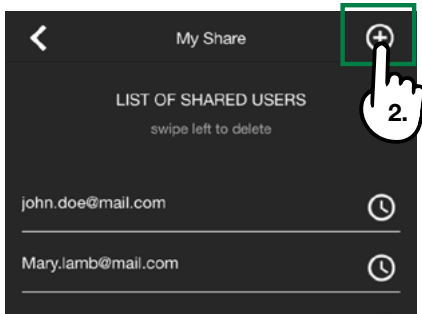 My Share
LIST OF SHARED USERS
swipe left to delete
2.
john.doe@mail.com
Mary.lamb@mail.com